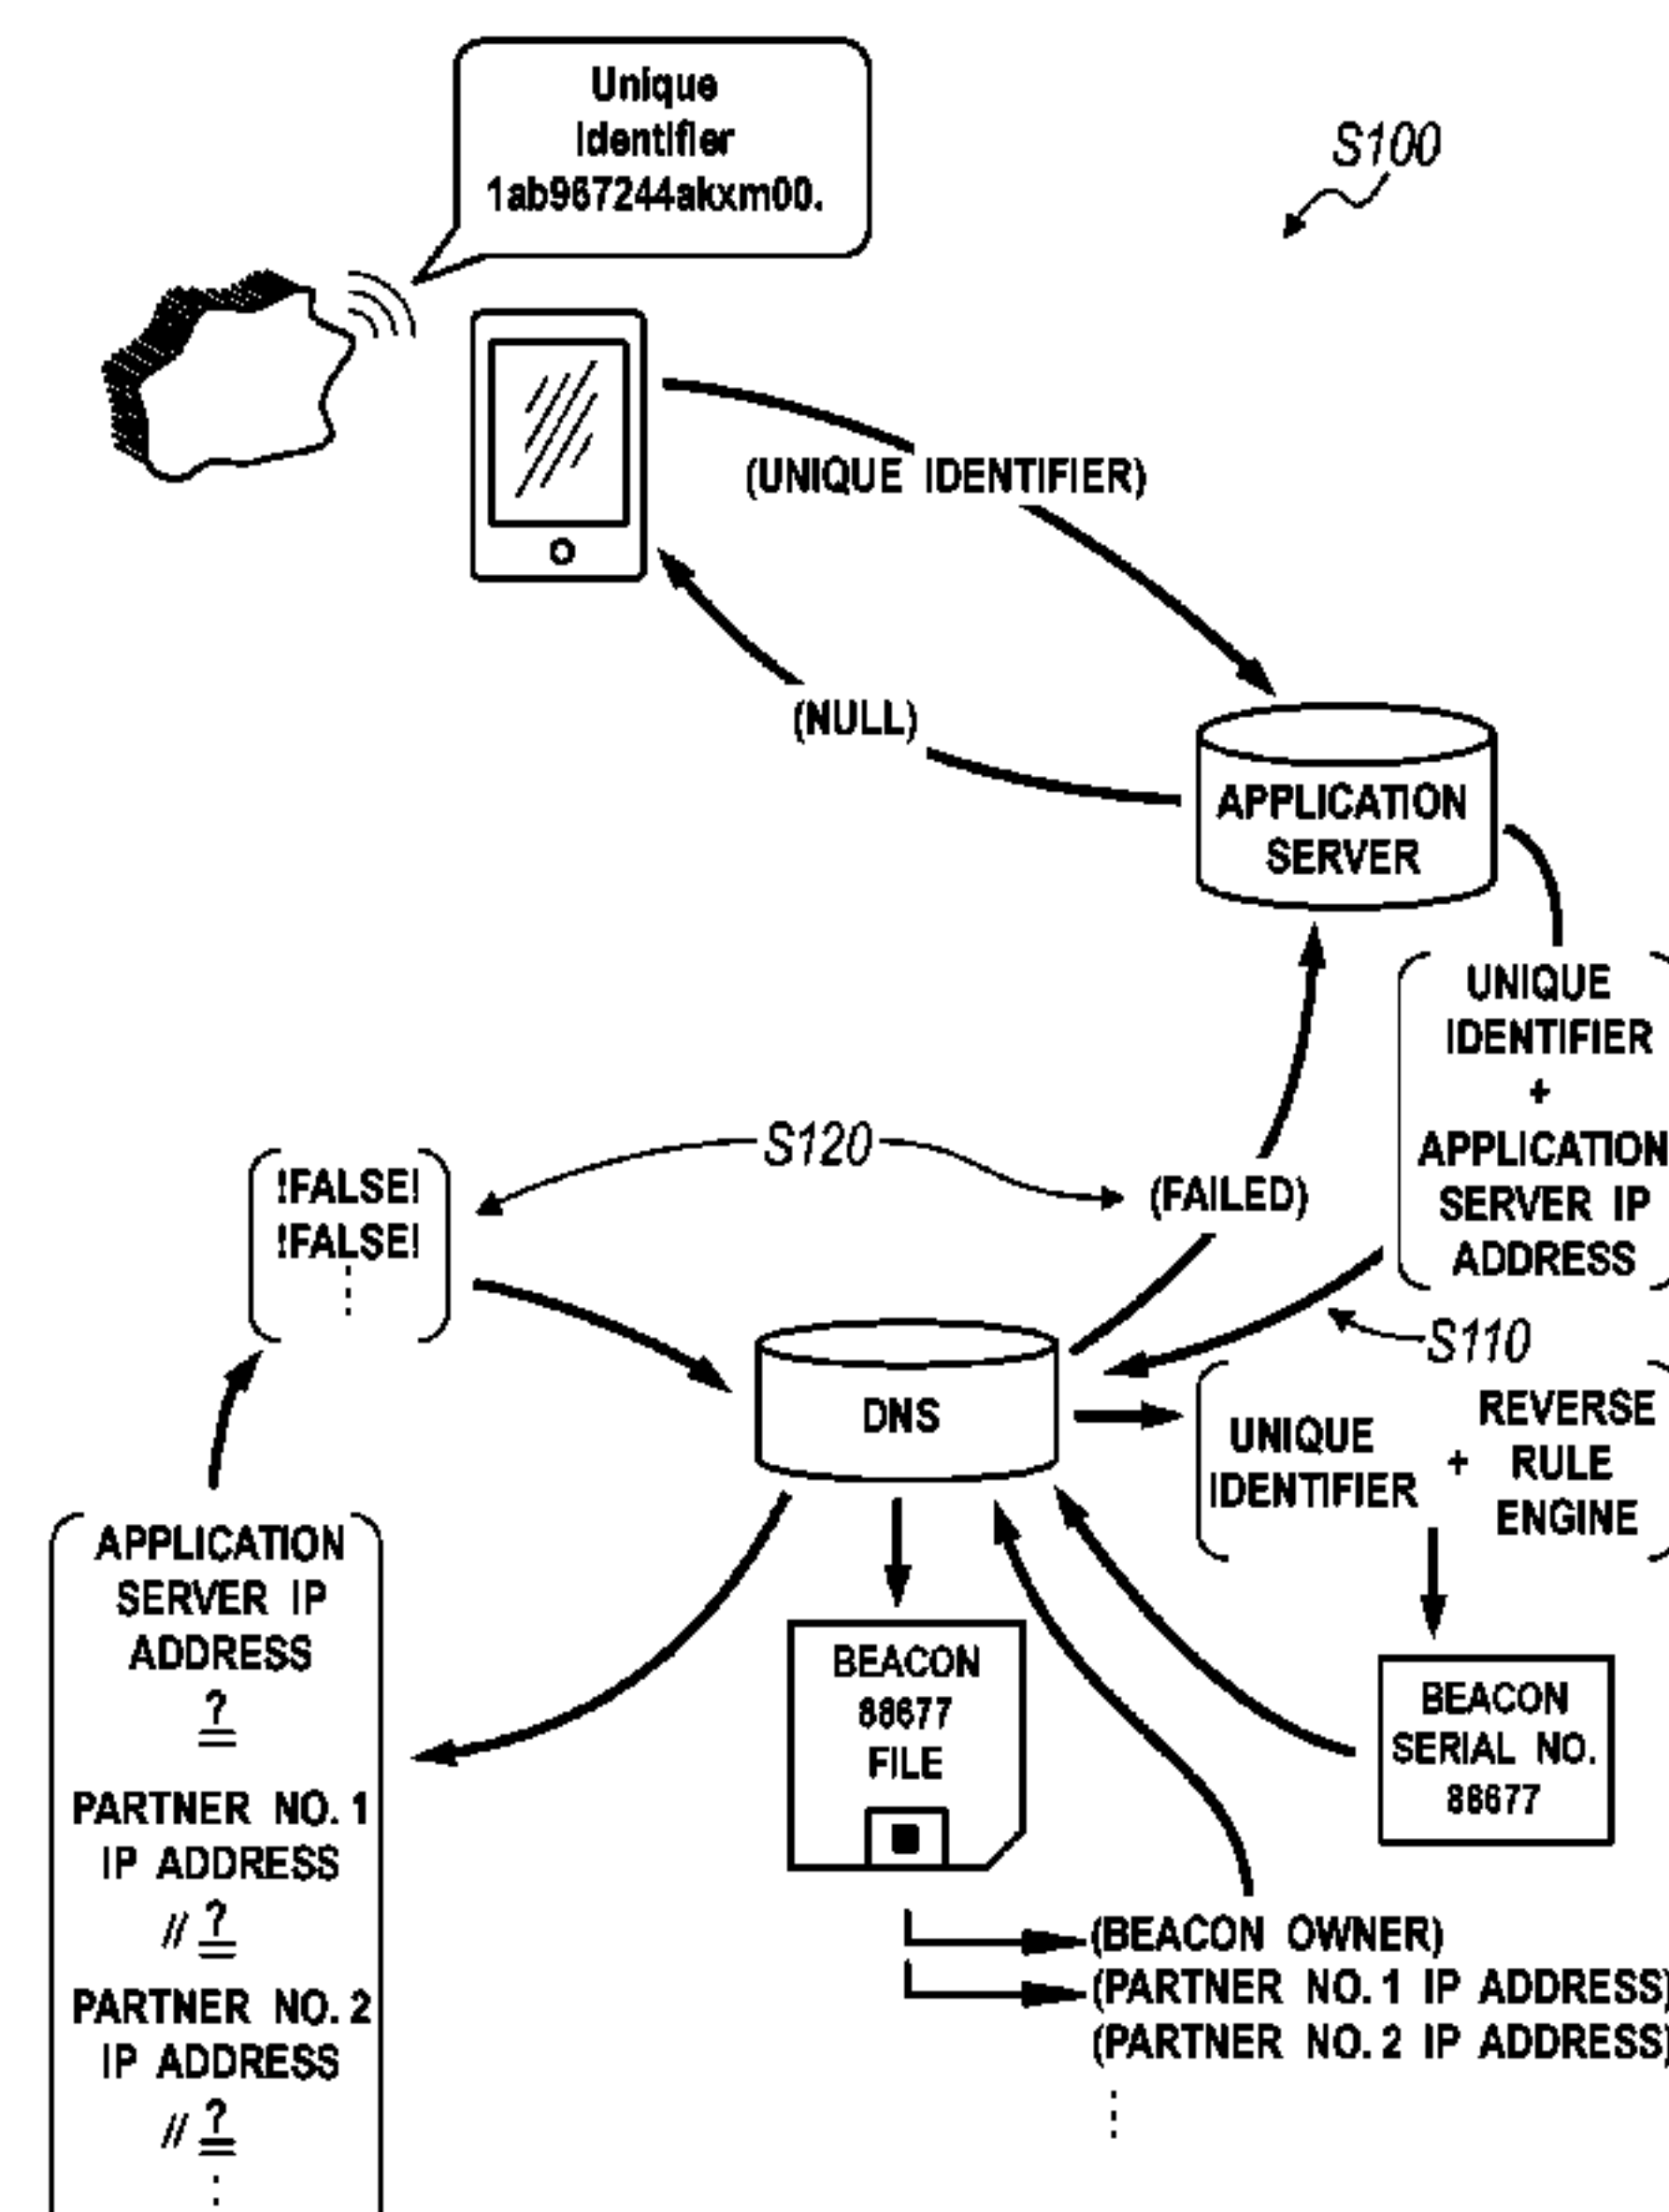 Unique
Identifier
1ab967244akxm00.
S100
(UNIQUE IDENTIFIER)
(NULL)
APPLICATION
SERVER
UNIQUE
IDENTIFIER
+
APPLICATION
SERVER IP
ADDRESS
S120
!FALSE!
!FALSE!
(FAILED)
S110
DNS
UNIQUE
IDENTIFIER
+
REVERSE
RULE
ENGINE
APPLICATION
SERVER IP
ADDRESS
?
=
PARTNER NO. 1
IP ADDRESS
// ?
=
PARTNER NO. 2
IP ADDRESS
// ?
=
BEACON
88677
FILE
BEACON
SERIAL NO.
88677
(BEACON OWNER)
(PARTNER NO. 1 IP ADDRESS)
(PARTNER NO. 2 IP ADDRESS)